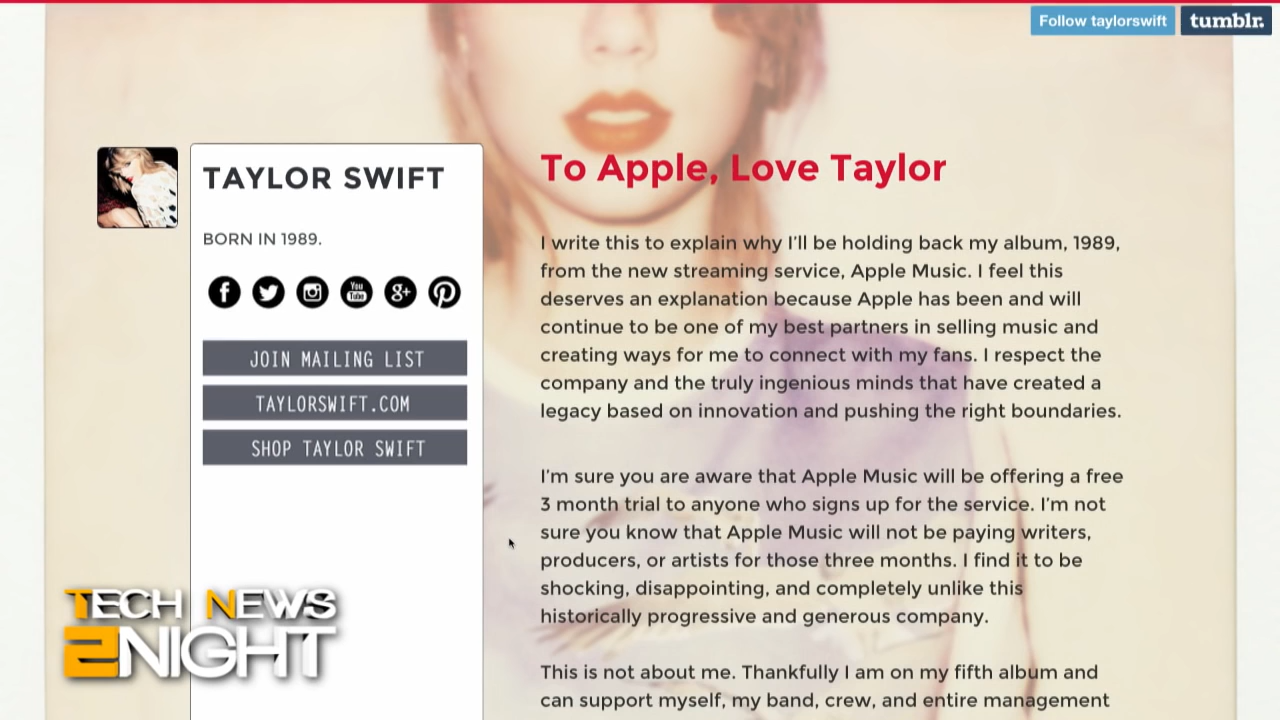 Follow taylorswift
tumblr.
TAYLOR SWIFT
BORN IN 1989.
You
Tube
JOIN MAILING LIST
TAYLORSWIFT.COM
SHOP TAYLOR SWIFT
To Apple, Love Taylor
I write this to explain why I’ll be holding back my album, 1989,
from the new streaming service, Apple Music. I feel this
deserves an explanation because Apple has been and will
continue to be one of my best partners in selling music and
creating ways for me to connect with my fans. I respect the
company and the truly ingenious minds that have created a
legacy based on innovation and pushing the right boundaries.
I’m sure you are aware that Apple Music will be offering a free
3 month trial to anyone who signs up for the service. I’m not
sure you know that Apple Music will not be paying writers,
producers, or artists for those three months. I find it to be
shocking, disappointing, and completely unlike this
historically progressive and generous company.
This is not about me. Thankfully I am on my fifth album and
can support myself, my band, crew, and entire management
TECH NEWS
2NIGHT